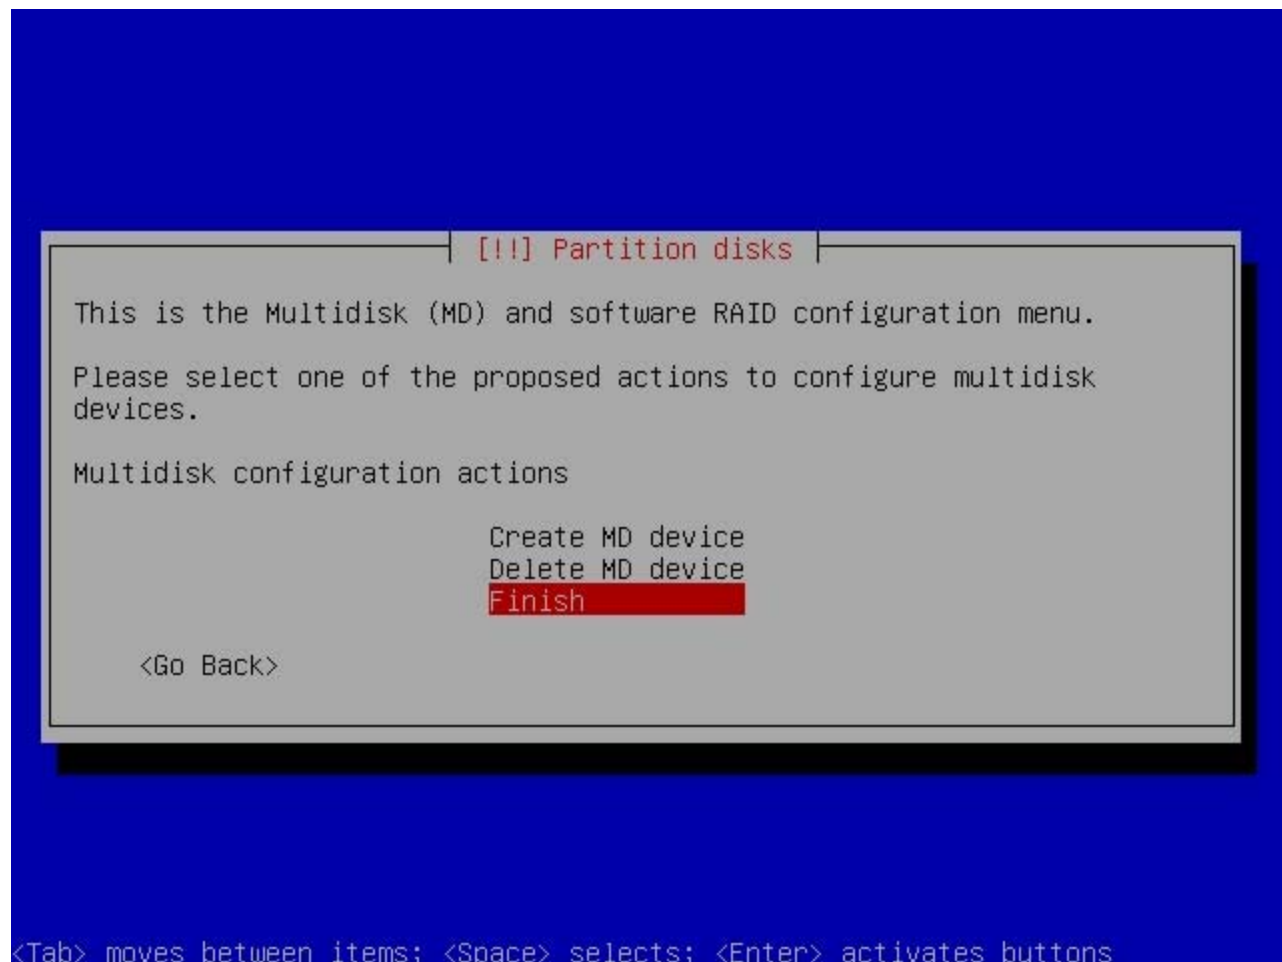 [!!] Partition disks
This is the Multidisk (MD) and software RAID configuration menu.
Please select one of the proposed actions to configure multidisk
devices.
Multidisk configuration actions
Create MD device
Delete MD device
Finish
<Go Back>
<Tab> moves between items; <Space> selects; <Enter> activates buttons